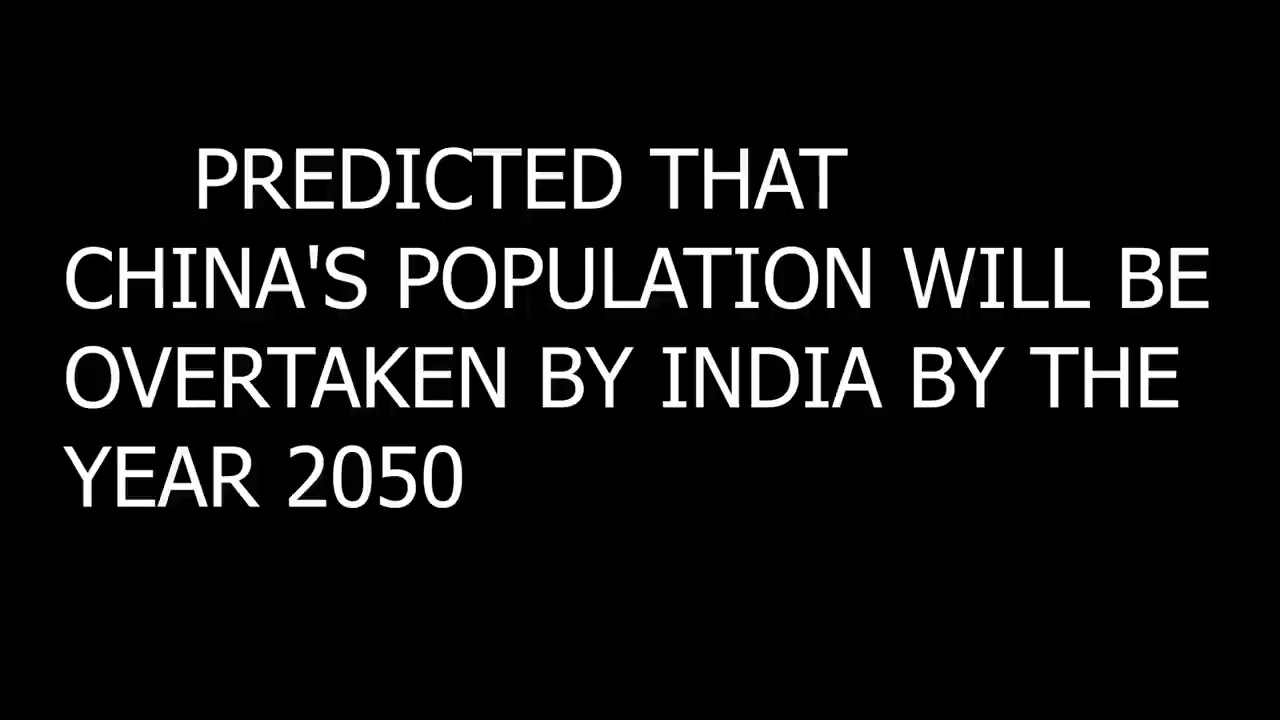 PREDICTED THAT
CHINA'S POPULATION WILL BE
OVERTAKEN BY INDIA BY THE
YEAR 2050